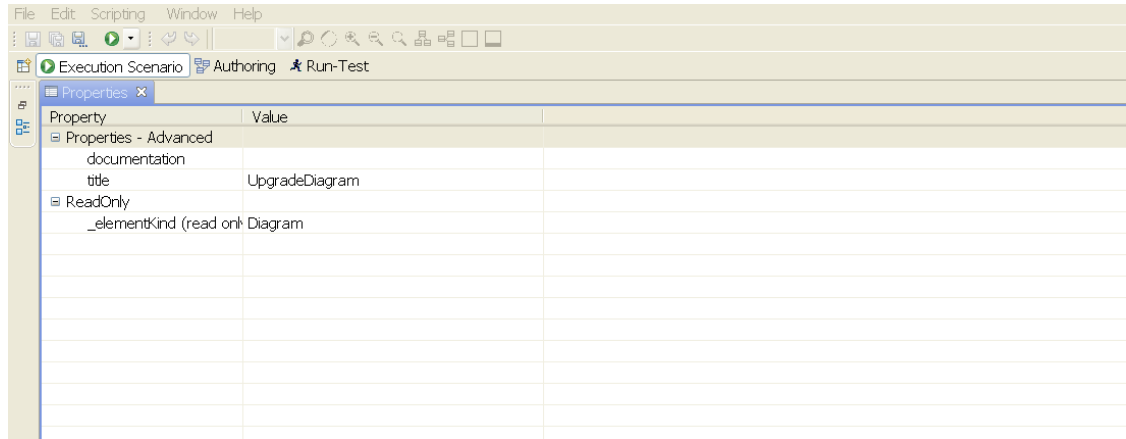 File Edit Scripting Window Help
Execution Scenario Authoring Run-Test
Properties
Property Value
Properties - Advanced
documentation
title UpgradeDiagram
ReadOnly
_elementKind (read onl Diagram